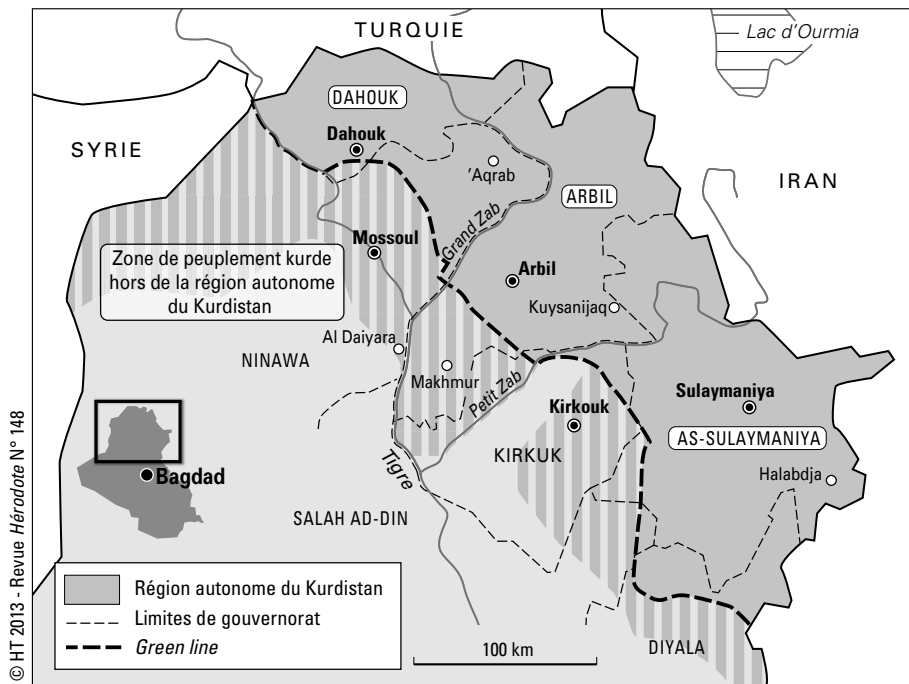 TURQUIE
Lac d'Ourmia
DAHOUK
SYRIE
Dahouk
'Aqrab
IRAN
ARBIL
Grand Zab
Mossoul
Zone de peuplement kurde
hors de la région autonome
du Kurdistan
Arbil
Kuysanijaq
Al Daiyara
NINAWA
Makhmur
Petit Zab
Sulaymaniya
Kirkouk
AS-SULAYMANIYA
KIRKUK
Tigre
Halabdja
Bagdad
SALAH AD-DIN
Région autonome du Kurdistan
Limites de gouvernorat
Green line
100 km
DIYALA
© HT 2013 - Revue Hérodote N° 148